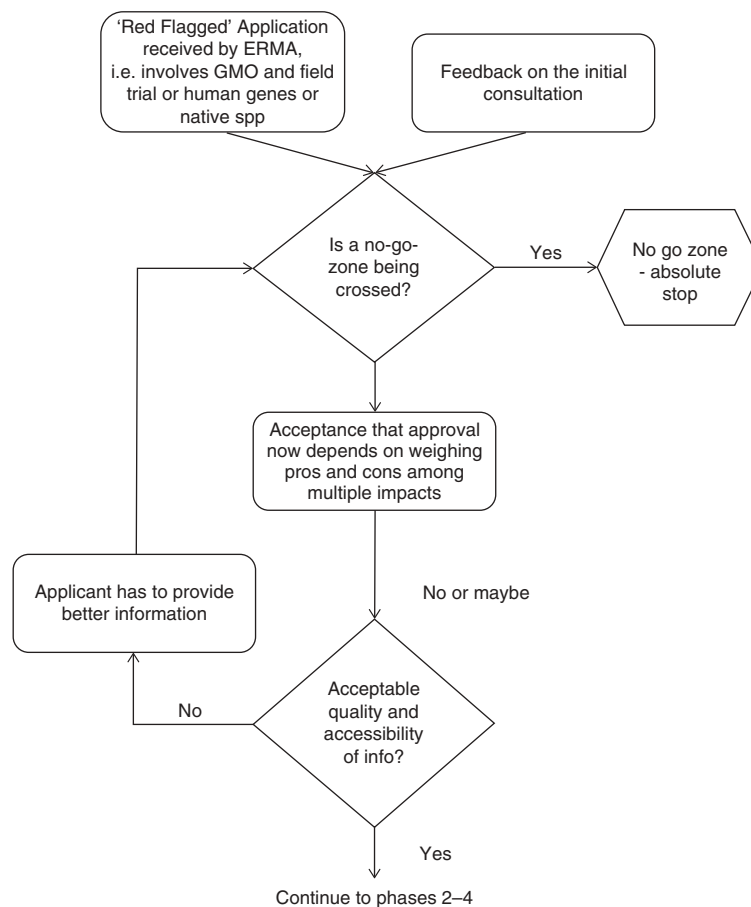 ‘Red Flagged’ Application
received by ERMA,
i.e. involves GMO and field
trial or human genes or
native spp
Feedback on the initial
consultation
Is a no-go-
zone being
crossed?
Yes
No go zone
- absolute
stop
Acceptance that approval
now depends on weighing
pros and cons among
multiple impacts
Applicant has to provide
better information
No or maybe
Acceptable
quality and
accessibility
of info?
No
Yes
Continue to phases 2–4